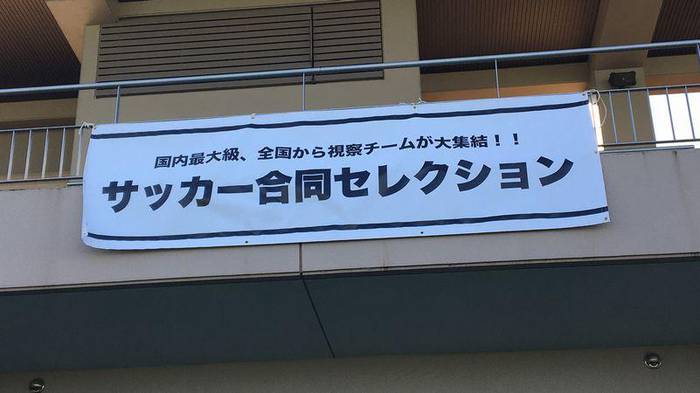 国内最大級、全国から視察チームが大集結！！
サッカー合同セレクション